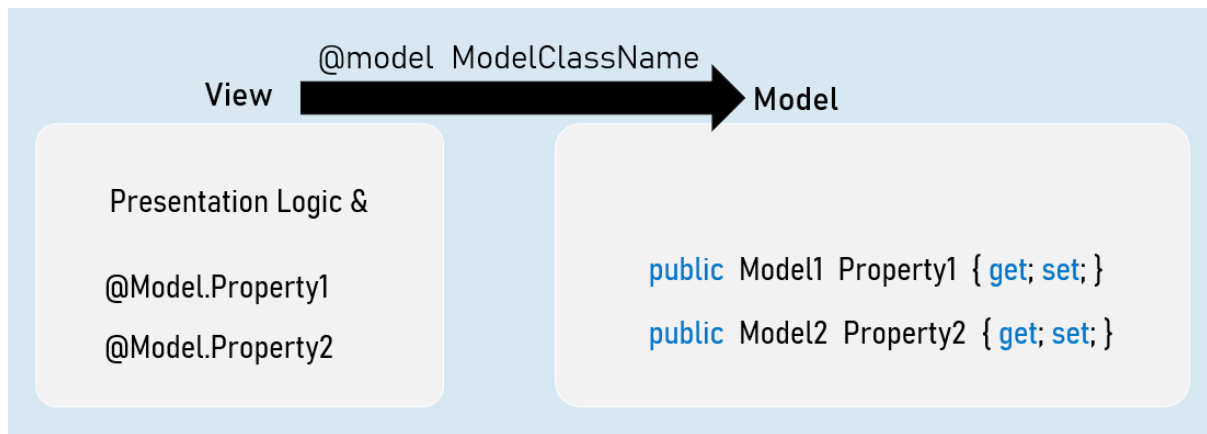 @model ModelClassName
View
Model
Presentation Logic &
@Model.Property1
@Model.Property2
public Model1 Property1 { get; set; }
public Model2 Property2 { get; set; }